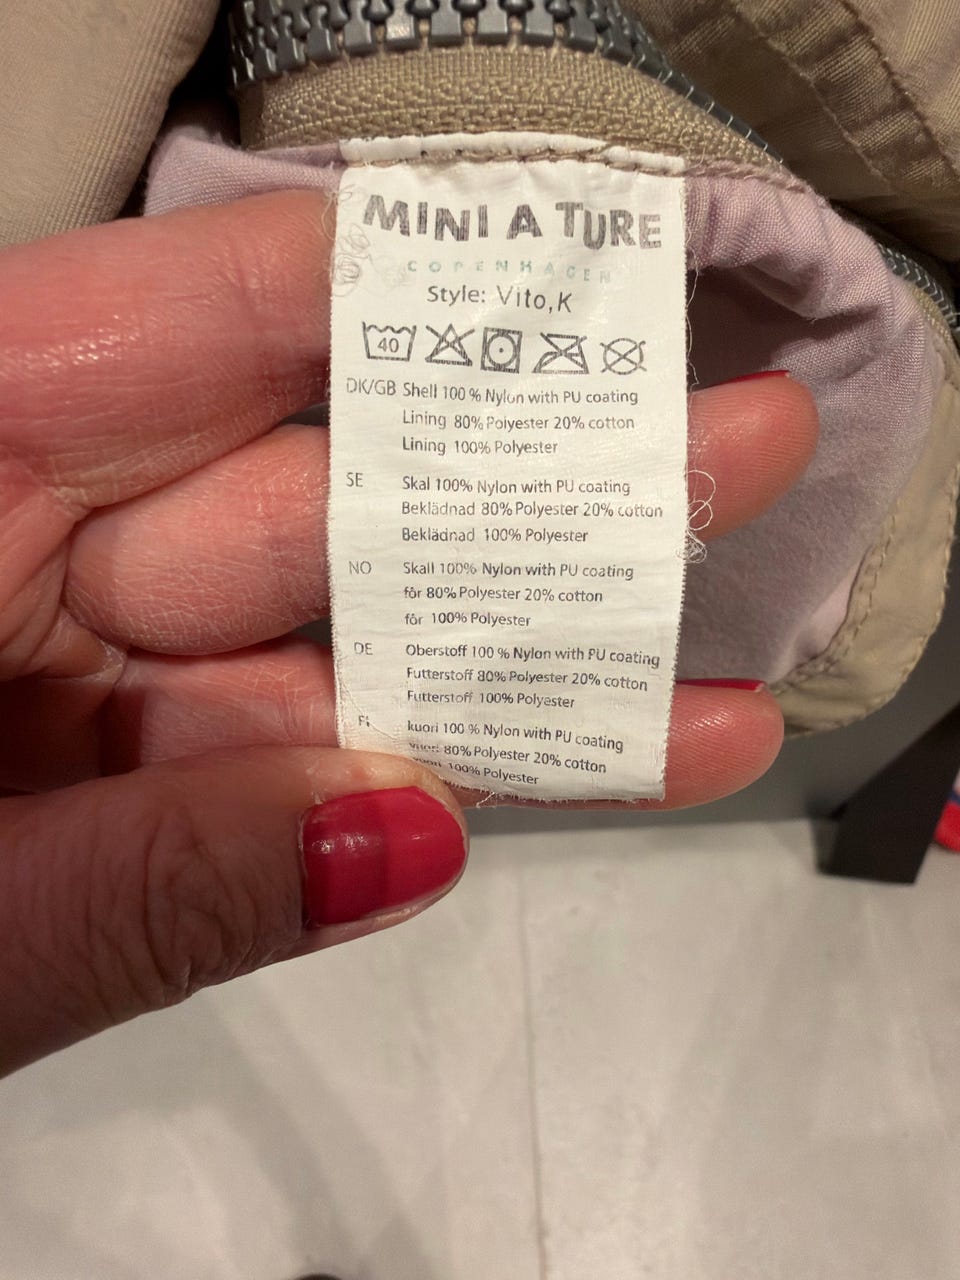 MINI A TURE
COPENHAGEN
Style: Vito,K
40
DK/GB Shell 100 % Nylon with PU coating
Lining 80% Polyester 20% cotton
Lining 100% Polyester
SE Skal 100% Nylon with PU coating
Beklädnad 80% Polyester 20% cotton
Beklädnad 100% Polyester
NO Skall 100% Nylon with PU coating
fôr 80% Polyester 20% cotton
fôr 100% Polyester
DE Oberstoff 100 % Nylon with PU coating
Futterstoff 80% Polyester 20% cotton
Futterstoff 100% Polyester
FI kuori 100 % Nylon with PU coating
vuori 80% Polyester 20% cotton
vuori 100% Polyester